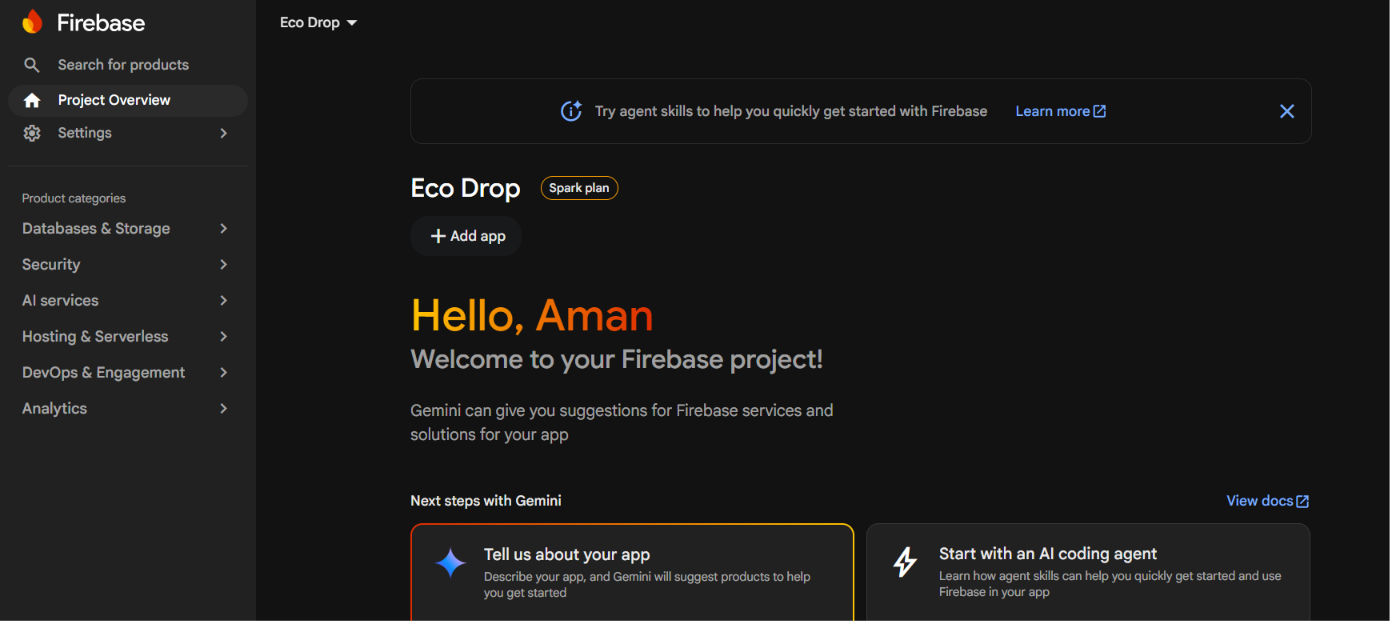 Firebase
Search for products
Project Overview
Settings
Product categories
Databases & Storage
Security
AI services
Hosting & Serverless
DevOps & Engagement
Analytics
Eco Drop
Try agent skills to help you quickly get started with Firebase
Learn more
Eco Drop
Spark plan
Add app
Hello, Aman
Welcome to your Firebase project!
Gemini can give you suggestions for Firebase services and
solutions for your app
Next steps with Gemini
View docs
Tell us about your app
Describe your app, and Gemini will suggest products to help
you get started
Start with an AI coding agent
Learn how agent skills can help you quickly get started and use
Firebase in your app